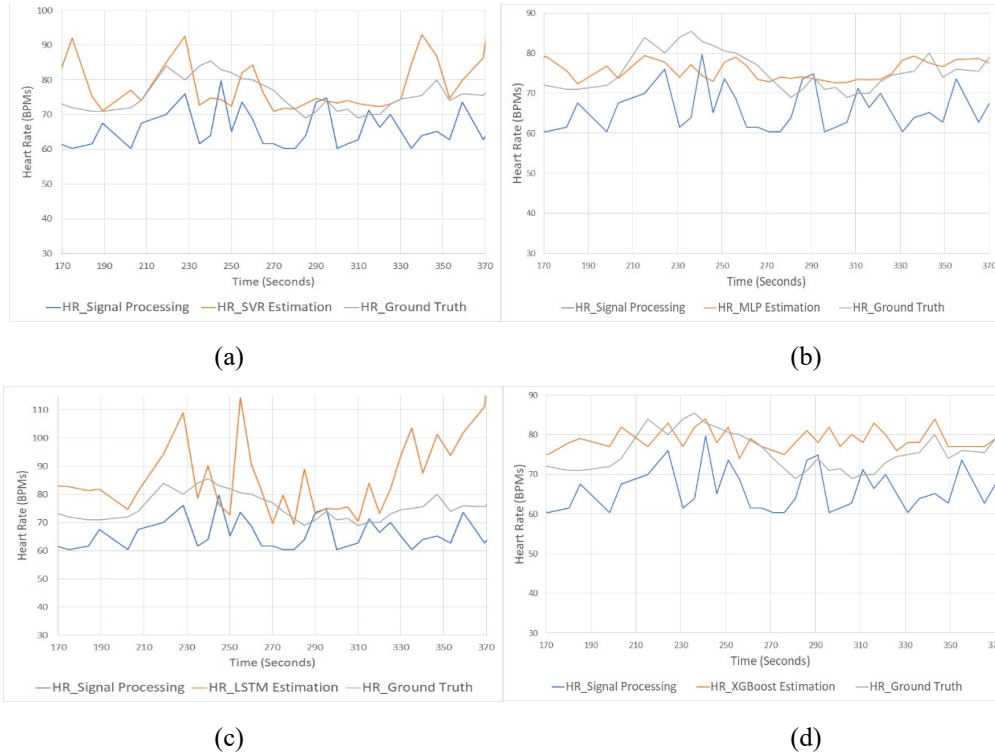 100
90
80
70
60
50
40
30
Heart Rate (BPMs)
170 190 210 230 250 270 290 310 330 350 370
Time (Seconds)
HR_Signal Processing HR_SVR Estimation HR_Ground Truth
(a)
90
80
70
60
50
40
30
Heart Rate (BPMs)
170 190 210 230 250 270 290 310 330 350 370
Time (Seconds)
HR_Signal Processing HR_MLP Estimation HR_Ground Truth
(b)
110
100
90
80
70
60
50
40
30
Heart Rate (BPMs)
170 190 210 230 250 270 290 310 330 350 370
Time (Seconds)
HR_Signal Processing HR_LSTM Estimation HR_Ground Truth
(c)
90
80
70
60
50
40
30
Heart Rate (BPMs)
170 190 210 230 250 270 290 310 330 350 370
Time (Seconds)
HR_Signal Processing HR_XGBoost Estimation HR_Ground Truth
(d)